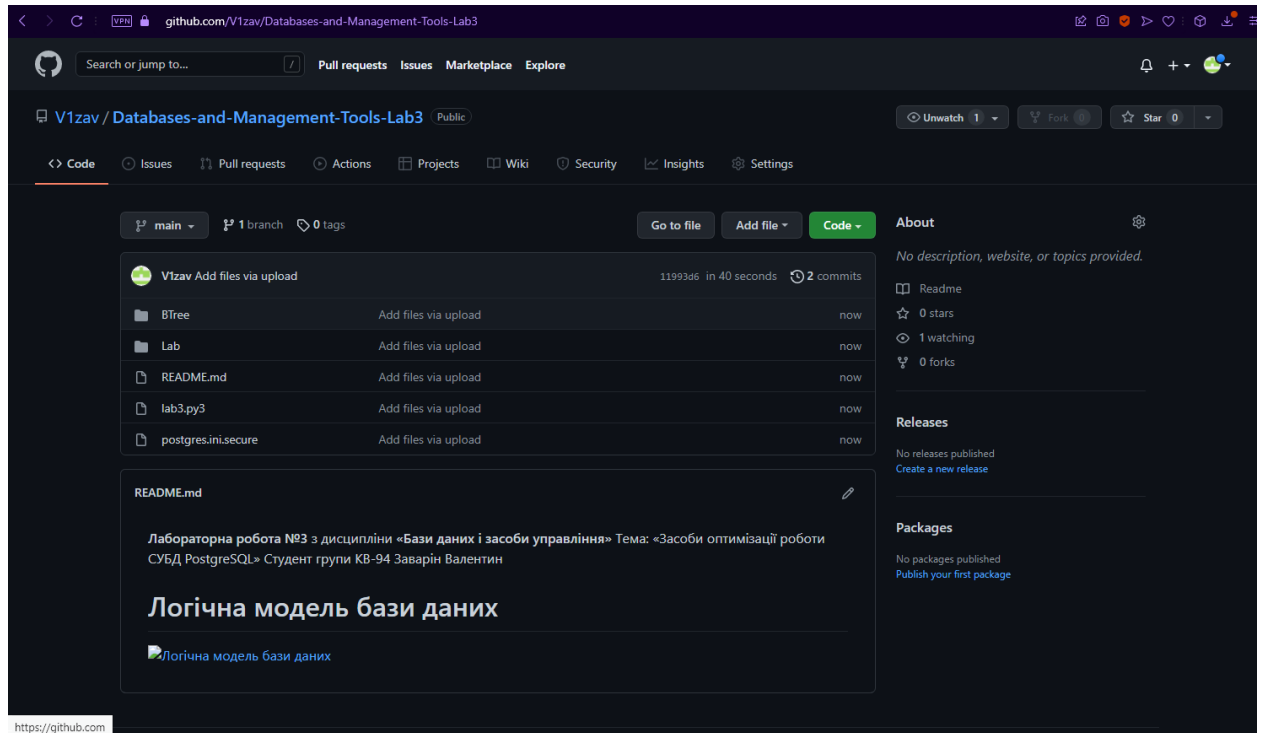 VPN github.com/V1zav/Databases-and-Management-Tools-Lab3
Search or jump to... / Pull requests Issues Marketplace Explore
V1zav / Databases-and-Management-Tools-Lab3 Public Unwatch 1 Fork 0 Star 0
<> Code Issues Pull requests Actions Projects Wiki Security Insights Settings
main 1 branch 0 tags Go to file Add file Code
V1zav Add files via upload 11993d6 in 40 seconds 2 commits
BTree Add files via upload now
Lab Add files via upload now
README.md Add files via upload now
lab3.py3 Add files via upload now
postgres.ini.secure Add files via upload now
README.md
Лабораторна робота №3 з дисципліни «Бази даних і засоби управління» Тема: «Засоби оптимізації роботи
СУБД PostgreSQL» Студент групи КВ-94 Заварін Валентин
Логічна модель бази даних
Логічна модель бази даних
About
No description, website, or topics provided.
Readme
0 stars
1 watching
0 forks
Releases
No releases published
Create a new release
Packages
No packages published
Publish your first package
https://github.com